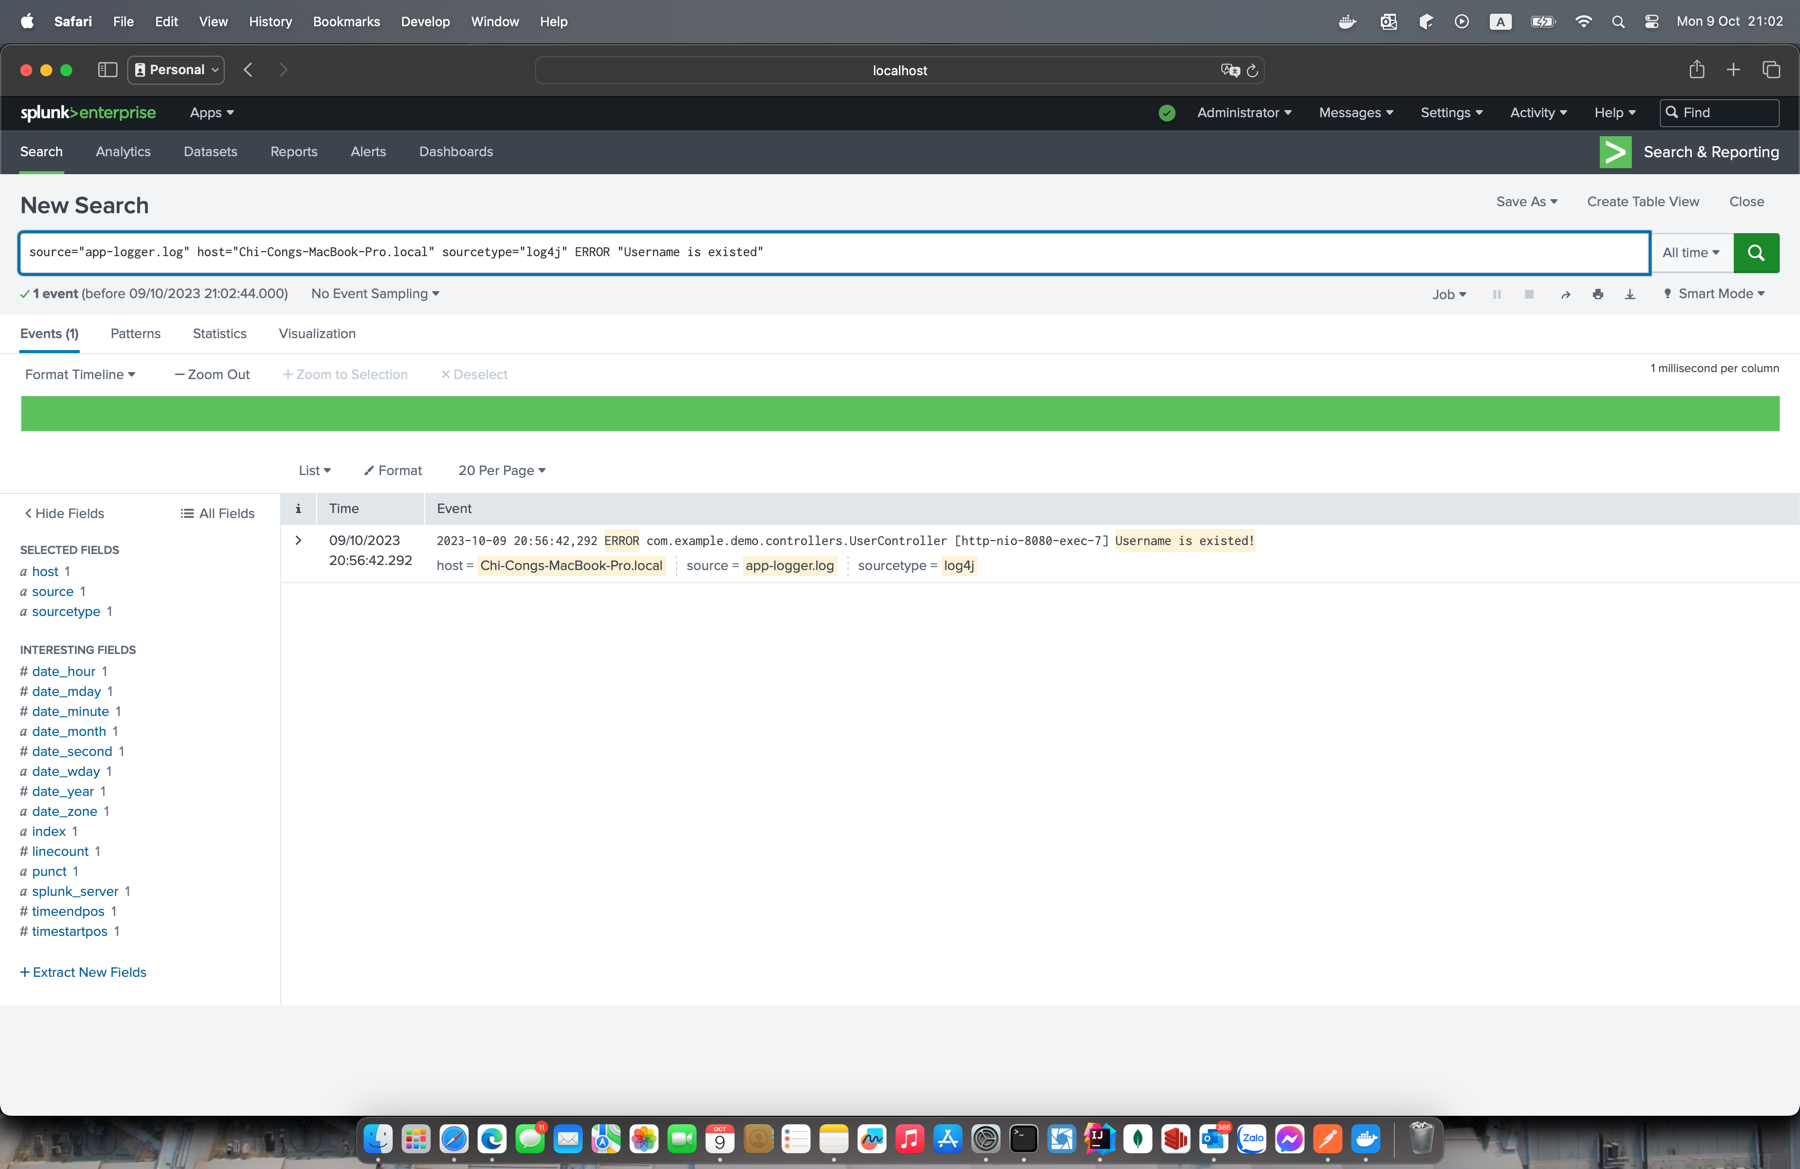 Safari File Edit View History Bookmarks Develop Window Help A Mon 9 Oct 21:02
Personal localhost
splunk>enterprise Apps Administrator Messages Settings Activity Help Find
Search Analytics Datasets Reports Alerts Dashboards > Search & Reporting
New Search Save As Create Table View Close
source="app-logger.log" host="Chi-Congs-MacBook-Pro.local" sourcetype="log4j" ERROR "Username is existed" All time
1 event (before 09/10/2023 21:02:44.000) No Event Sampling Job Smart Mode
Events (1) Patterns Statistics Visualization
Format Timeline — Zoom Out + Zoom to Selection × Deselect 1 millisecond per column
List Format 20 Per Page
< Hide Fields All Fields i Time Event
SELECTED FIELDS
a host 1
a source 1
a sourcetype 1
INTERESTING FIELDS
# date_hour 1
# date_mday 1
# date_minute 1
a date_month 1
# date_second 1
a date_wday 1
# date_year 1
a date_zone 1
a index 1
# linecount 1
a punct 1
a splunk_server 1
# timeendpos 1
# timestartpos 1
+ Extract New Fields
> 09/10/2023 20:56:42.292
2023-10-09 20:56:42,292 ERROR com.example.demo.controllers.UserController [http-nio-8080-exec-7] Username is existed!
host = Chi-Congs-MacBook-Pro.local source = app-logger.log sourcetype = log4j
11 OCT 9 IJ 386 Zalo